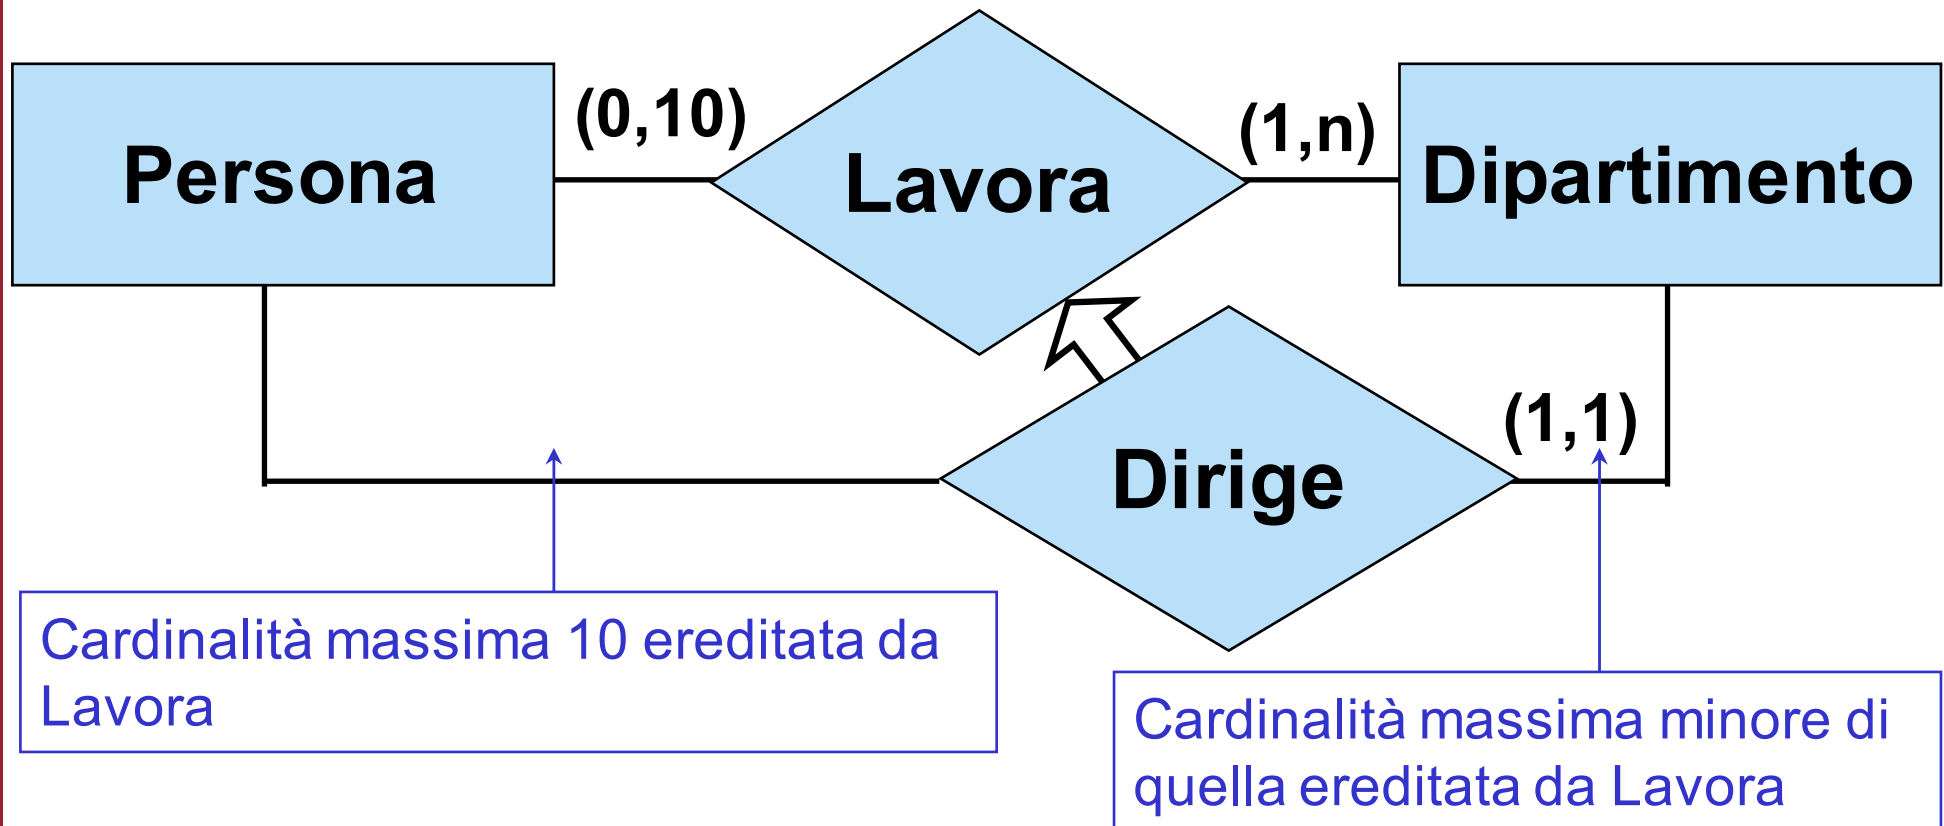 Persona
(0,10)
Lavora
(1,n)
Dipartimento
Dirige
(1,1)
Cardinalità massima 10 ereditata da
Lavora
Cardinalità massima minore di
quella ereditata da Lavora